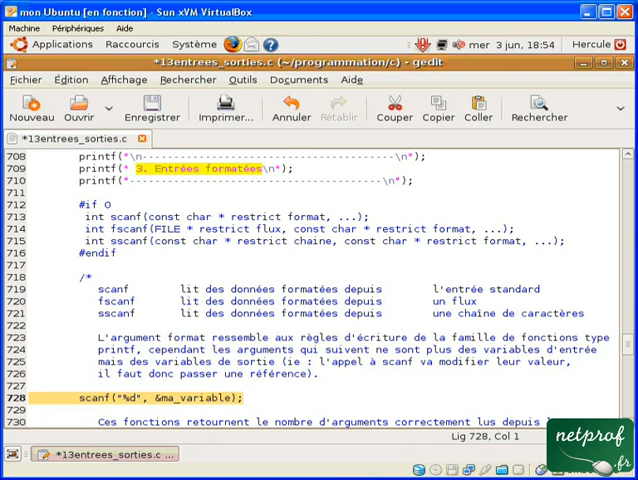 mon Ubuntu [en fonction] - Sun xVM VirtualBox
Machine Périphériques Aide
Applications Raccourcis Système mer 3 jun, 18:54 Hercule
*13entrees_sorties.c (~/programmation/c) - gedit
Fichier Édition Affichage Rechercher Outils Documents Aide
Nouveau Ouvrir Enregistrer Imprimer... Annuler Rétablir Couper Copier Coller Rechercher
*13entrees_sorties.c
708 printf("\n----------------------------------------\n");
709 printf(" 3. Entrées formatées\n");
710 printf("----------------------------------------\n");
711
712 #if 0
713 int scanf(const char * restrict format, ...);
714 int fscanf(FILE * restrict flux, const char * restrict format, ...);
715 int sscanf(const char * restrict chaine, const char * restrict format, ...);
716 #endif
717
718 /*
719 scanf lit des données formatées depuis l'entrée standard
720 fscanf lit des données formatées depuis un flux
721 sscanf lit des données formatées depuis une chaîne de caractères
722
723 L'argument format ressemble aux règles d'écriture de la famille de fonctions type
724 printf, cependant les arguments qui suivent ne sont plus des variables d'entrée
725 mais des variables de sortie (ie : l'appel à scanf va modifier leur valeur,
726 il faut donc passer une référence).
727
728 scanf("%d", &ma_variable);
729
730 Ces fonctions retournent le nombre d'arguments correctement lus depuis
Lig 728, Col 1
*13entrees_sorties.c ...
netprof
.fr